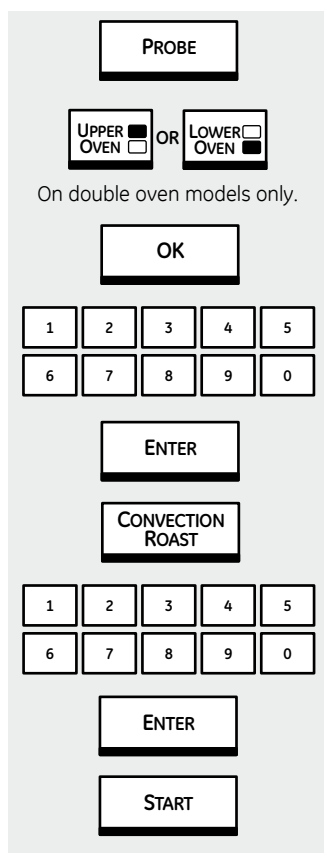 PROBE
UPPER
OVEN
OR
LOWER
OVEN
On double oven models only.
OK
1 2 3 4 5
6 7 8 9 0
ENTER
CONVECTION
ROAST
1 2 3 4 5
6 7 8 9 0
ENTER
START